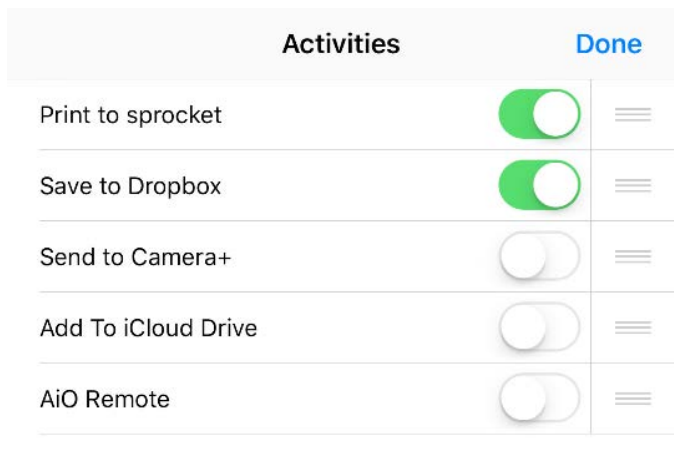 Activities Done
Print to sprocket
Save to Dropbox
Send to Camera+
Add To iCloud Drive
AiO Remote